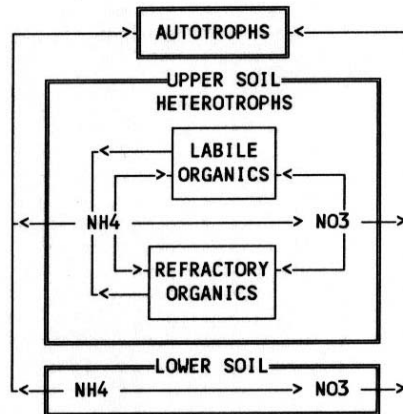 AUTOTROPHS
UPPER SOIL
HETEROTROPHS
LABILE
ORGANICS
NH4 NO3
REFRACTORY
ORGANICS
LOWER SOIL
NH4 NO3